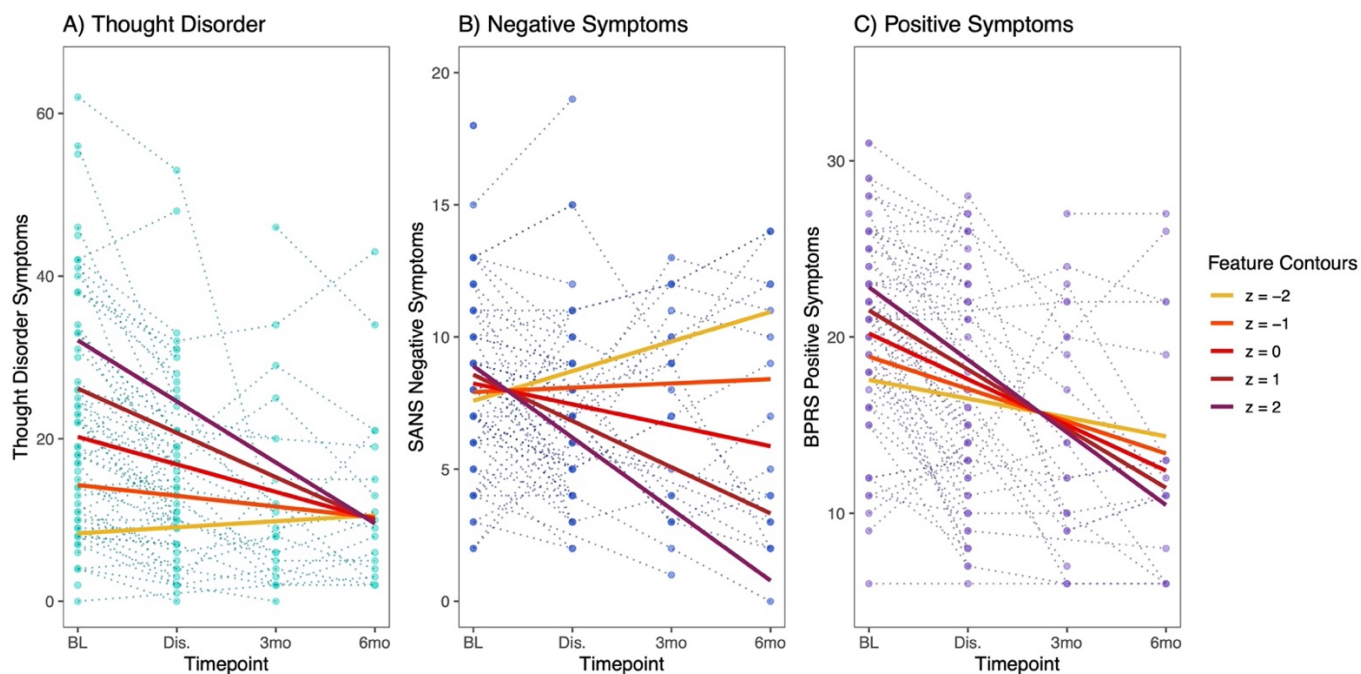 A) Thought Disorder
B) Negative Symptoms
C) Positive Symptoms
Thought Disorder Symptoms
60
40
20
0
BL
Dis.
3mo
6mo
Timepoint
SANS Negative Symptoms
20
15
10
5
0
BL
Dis.
3mo
6mo
Timepoint
BPRS Positive Symptoms
30
20
10
BL
Dis.
3mo
6mo
Timepoint
Feature Contours
z = −2
z = −1
z = 0
z = 1
z = 2